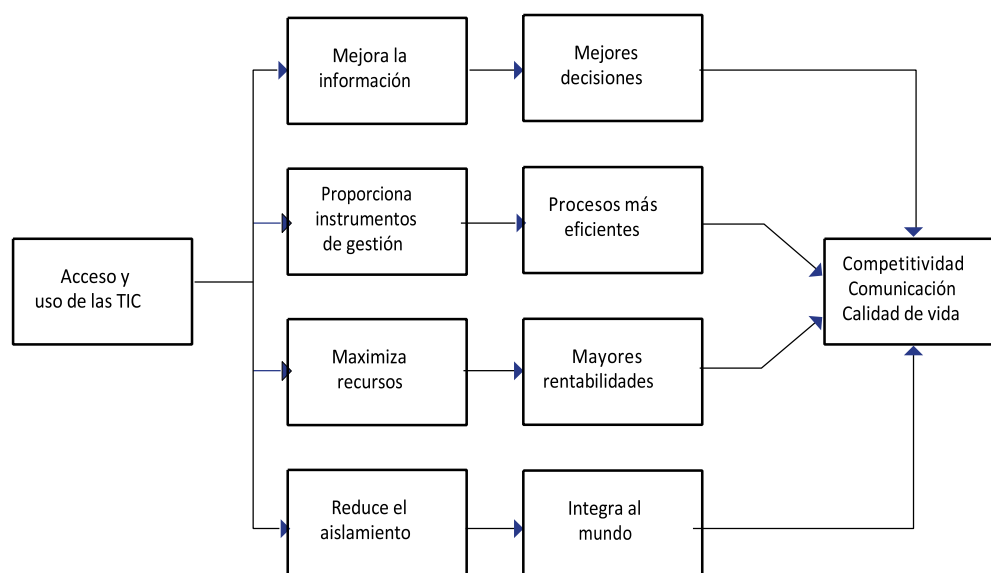 Mejora la
información
Mejores
decisiones
Proporciona
instrumentos
de gestión
Procesos más
eficientes
Acceso y
uso de las TIC
Competitividad
Comunicación
Calidad de vida
Maximiza
recursos
Mayores
rentabilidades
Reduce el
aislamiento
Integra al
mundo